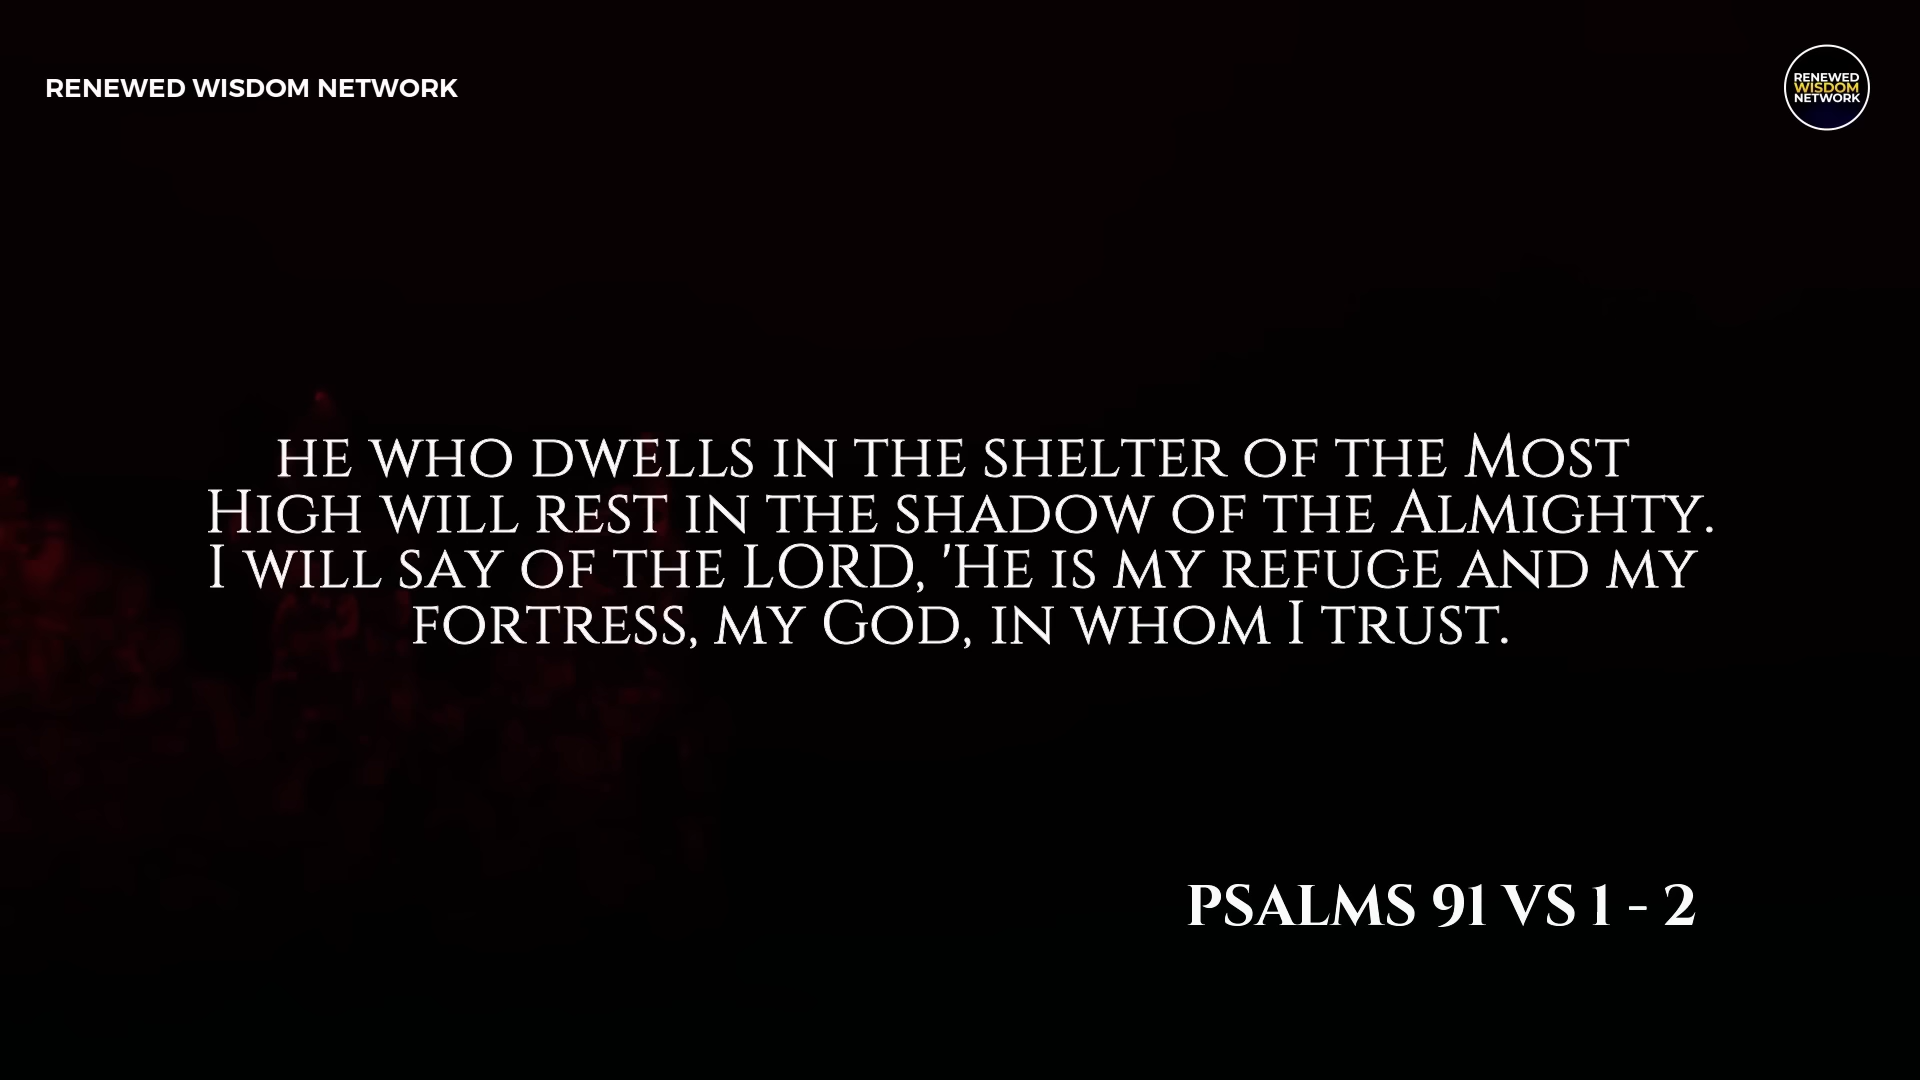 RENEWED WISDOM NETWORK
RENEWED
WISDOM
NETWORK
he who dwells in the shelter of the Most
High will rest in the shadow of the Almighty.
I will say of the LORD, 'He is my refuge and my
fortress, my God, in whom I trust.
PSALMS 91 VS 1 - 2